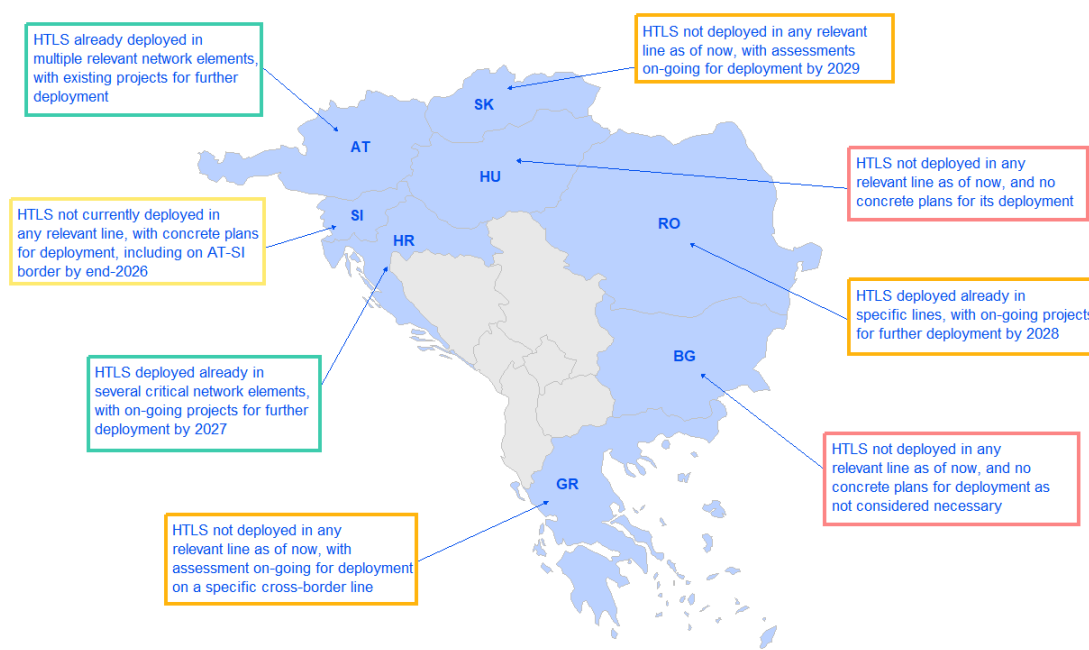 HTLS already deployed in
multiple relevant network elements,
with existing projects for further
deployment
HTLS not deployed in any relevant
line as of now, with assessments
on-going for deployment by 2029
SK
AT
HU
HTLS not deployed in any
relevant line as of now, and no
concrete plans for its deployment
SI
HR
RO
HTLS not currently deployed in
any relevant line, with concrete plans
for deployment, including on AT-SI
border by end-2026
HTLS deployed already in
specific lines, with on-going projects
for further deployment by 2028
BG
HTLS deployed already in
several critical network elements,
with on-going projects for further
deployment by 2027
HTLS not deployed in any
relevant line as of now, and no
concrete plans for deployment as
not considered necessary
GR
HTLS not deployed in any
relevant line as of now, with
assessment on-going for deployment
on a specific cross-border line